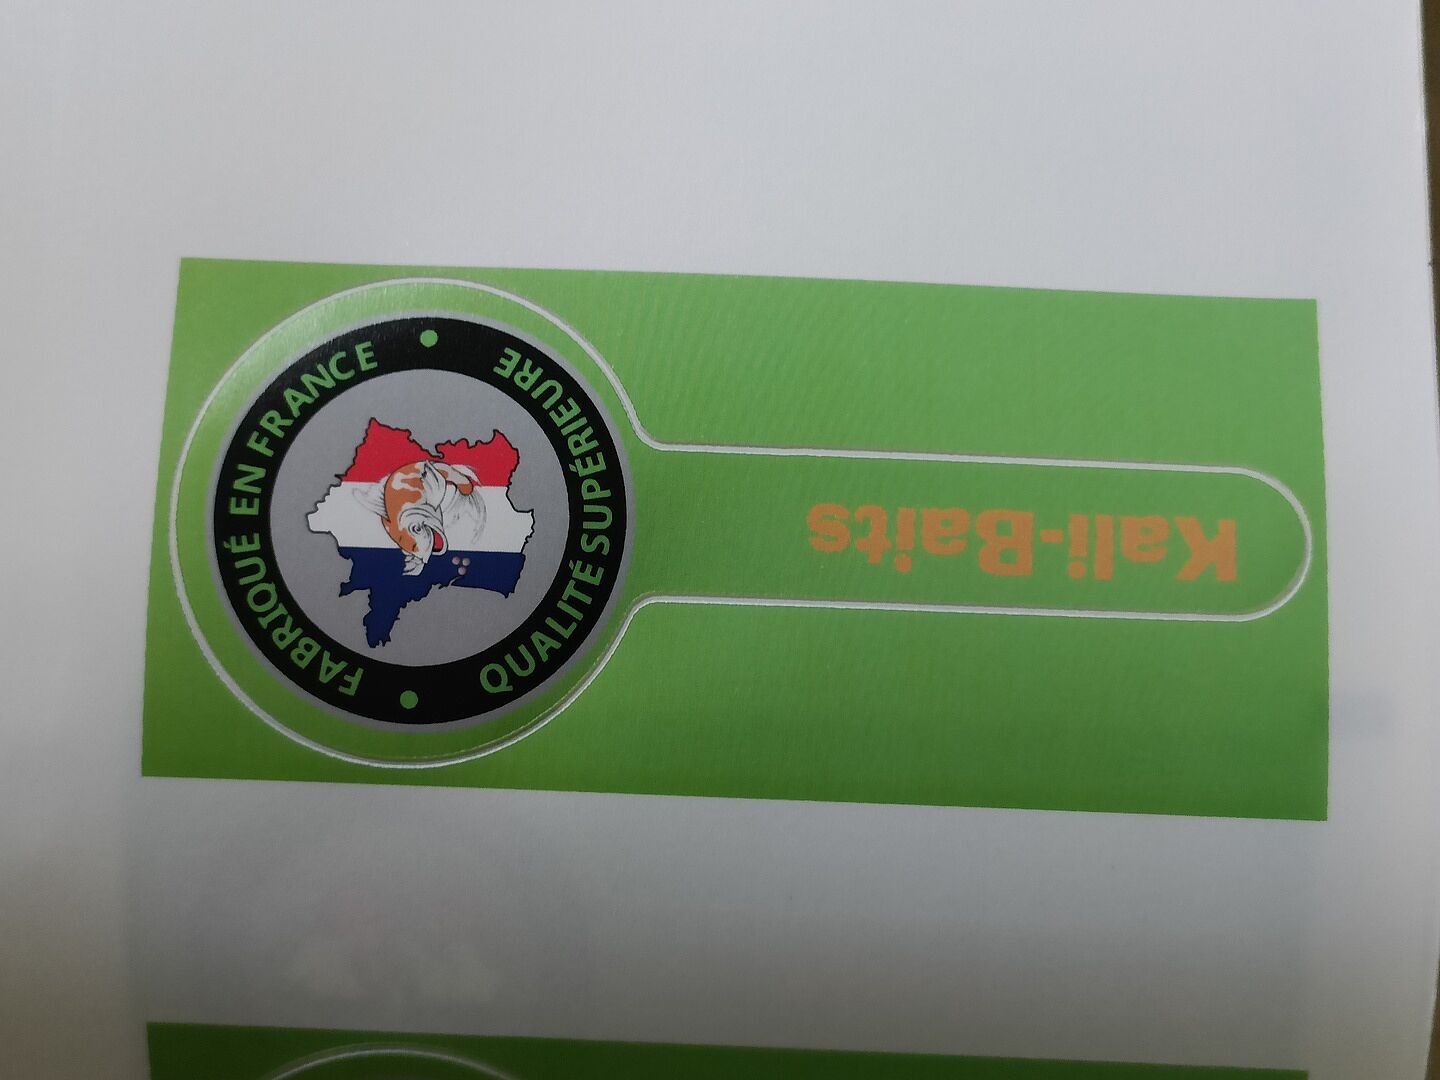 FABRIQUÉ EN FRANCE
QUALITÉ SUPÉRIEURE
Kali-Baits